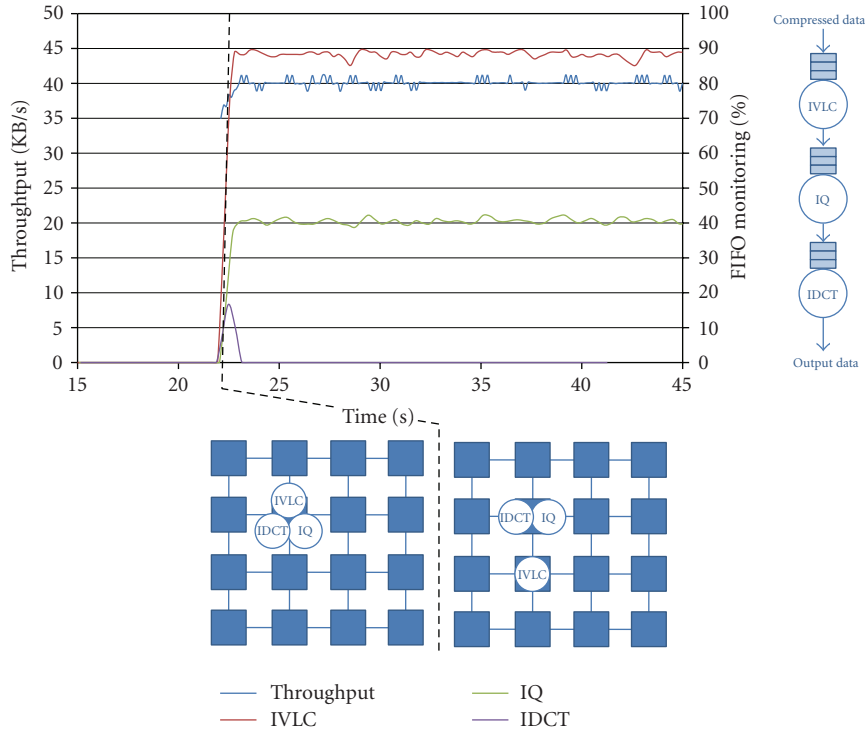 Throughtput (KB/s)
50
45
40
35
30
25
20
15
10
5
0
15
20
25
30
35
40
45
Time (s)
100
90
80
70
60
50
40
30
20
10
0
FIFO monitoring (%)
Compressed data
IVLC
IQ
IDCT
Output data
IVLC
IDCT
IQ
IDCT
IQ
IVLC
Throughput
IVLC
IQ
IDCT